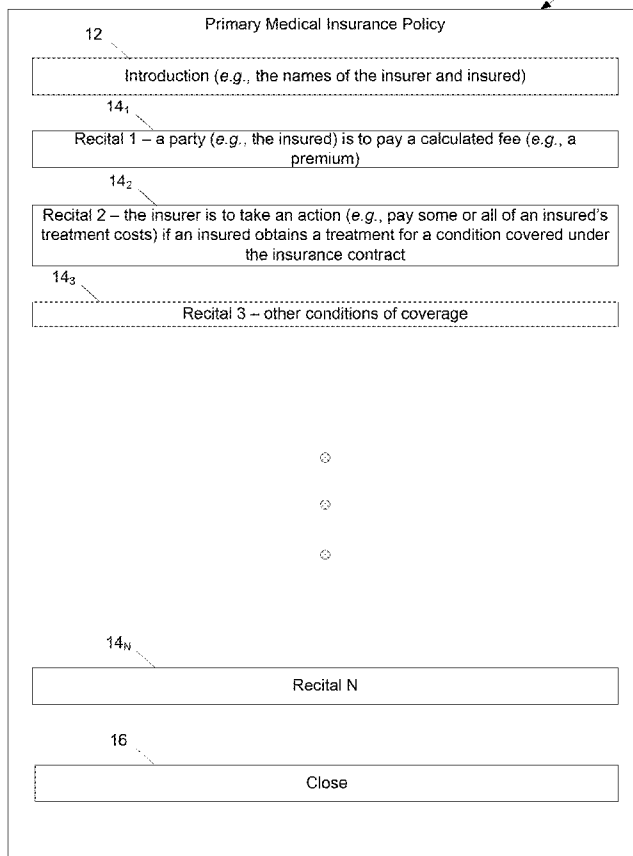 Primary Medical Insurance Policy
12
Introduction (e.g., the names of the insurer and insured)
14₁
Recital 1 – a party (e.g., the insured) is to pay a calculated fee (e.g., a
premium)
14₂
Recital 2 – the insurer is to take an action (e.g., pay some or all of an insured's
treatment costs) if an insured obtains a treatment for a condition covered under
the insurance contract
14₃
Recital 3 – other conditions of coverage
14_N
Recital N
16
Close